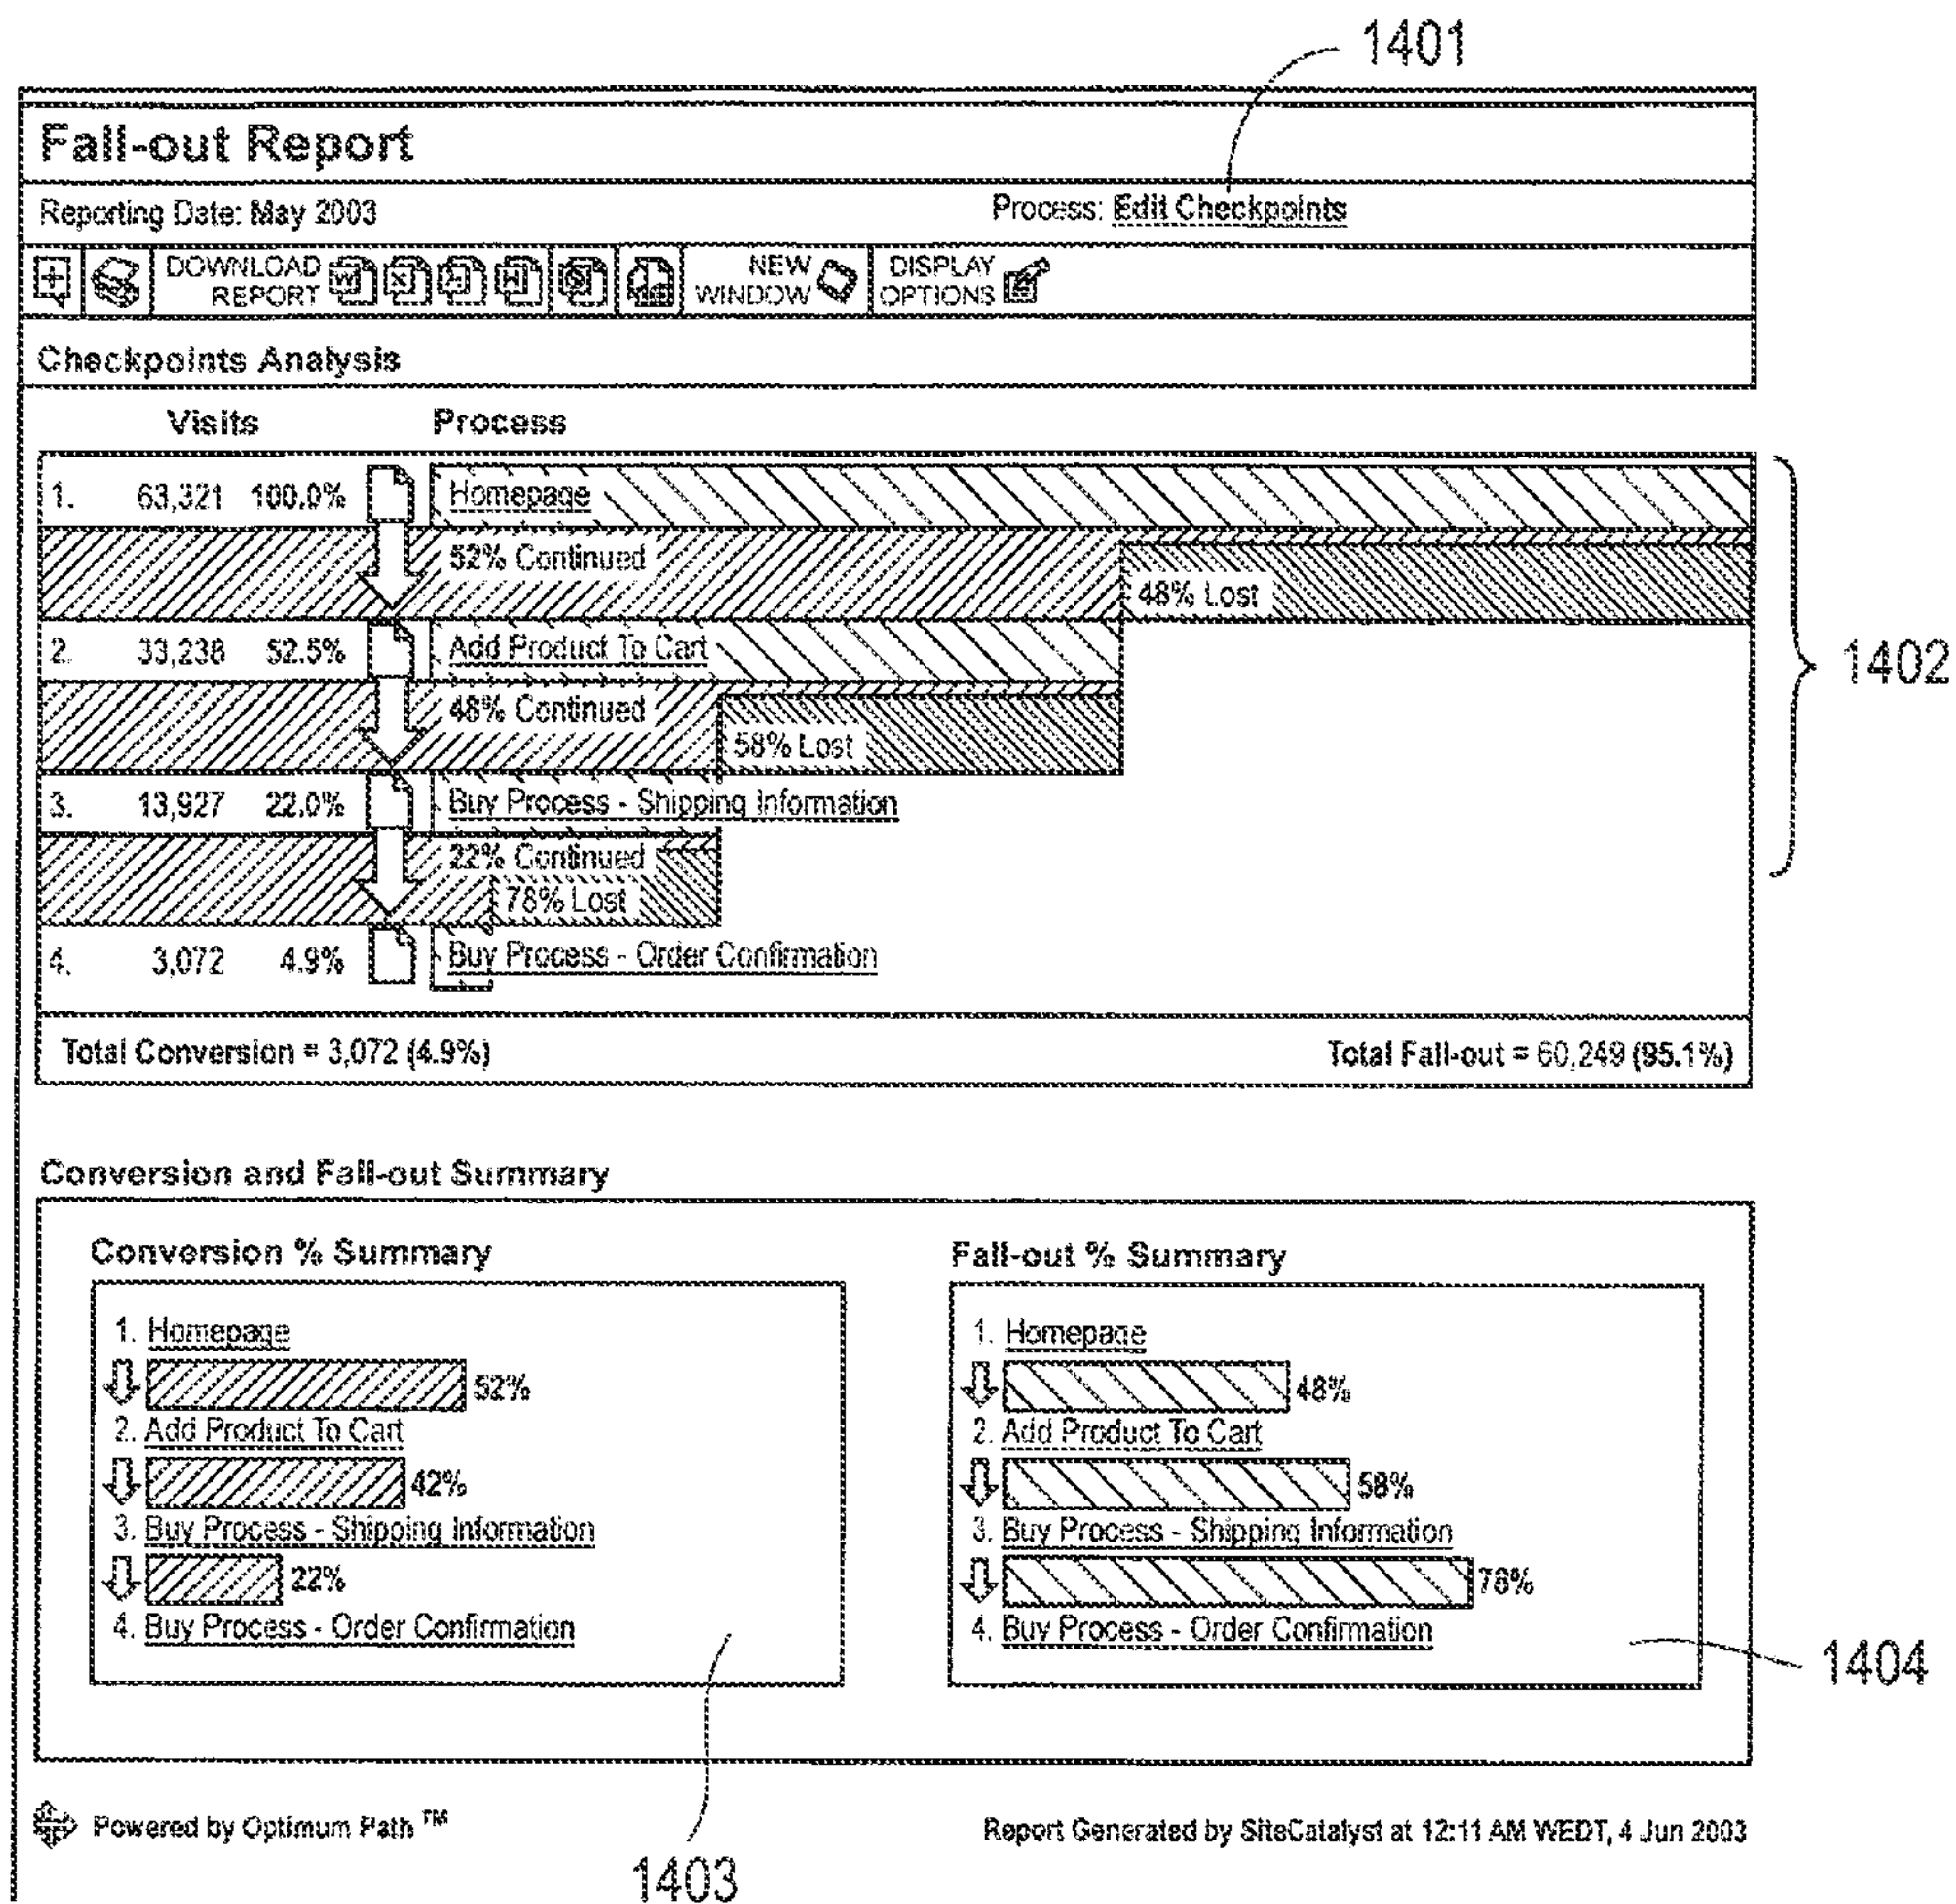 1401
Fall-out Report
Reporting Date: May 2003 Process: Edit Checkpoints
DOWNLOAD REPORT NEW WINDOW DISPLAY OPTIONS
Checkpoints Analysis
Visits Process
1. 63,321 100.0% Homepage
52% Continued
48% Lost
2. 33,238 52.5% Add Product To Cart
1402
48% Continued
58% Lost
3. 13,927 22.0% Buy Process - Shipping Information
22% Continued
78% Lost
4. 3,072 4.9% Buy Process - Order Confirmation
Total Conversion = 3,072 (4.9%) Total Fall-out = 60,249 (95.1%)
Conversion and Fall-out Summary
Conversion % Summary
1. Homepage
52%
2. Add Product To Cart
42%
3. Buy Process - Shipping Information
22%
4. Buy Process - Order Confirmation
Fall-out % Summary
1. Homepage
48%
2. Add Product To Cart
58%
3. Buy Process - Shipping Information
78%
4. Buy Process - Order Confirmation
1404
Powered by Optimum Path ™ Report Generated by SiteCatalyst at 12:11 AM WEDT, 4 Jun 2003
1403